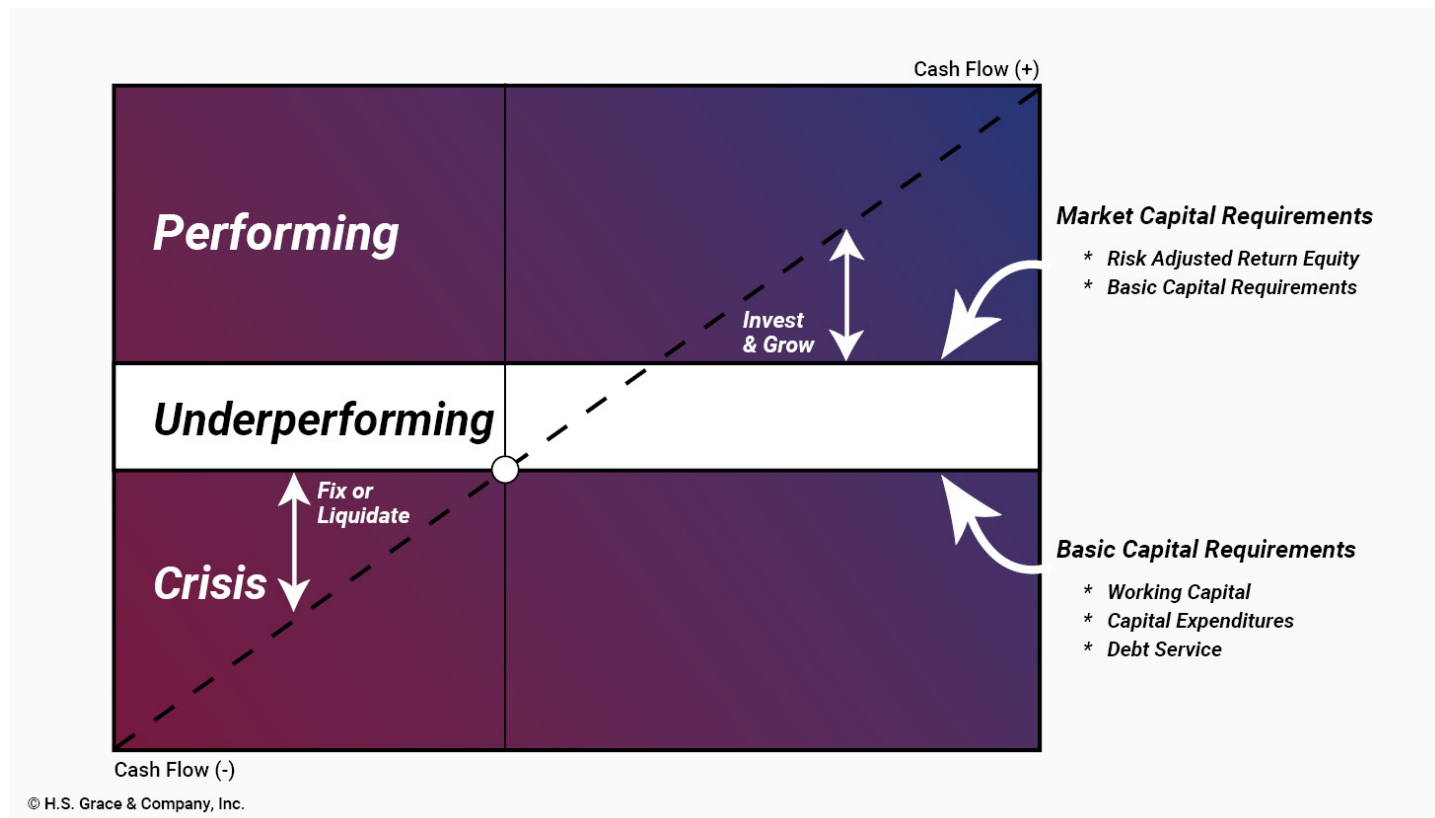 Cash Flow (+)
Performing
Market Capital Requirements
* Risk Adjusted Return Equity
* Basic Capital Requirements
Invest
& Grow
Underperforming
Fix or
Liquidate
Crisis
Basic Capital Requirements
* Working Capital
* Capital Expenditures
* Debt Service
Cash Flow (-)
© H.S. Grace & Company, Inc.